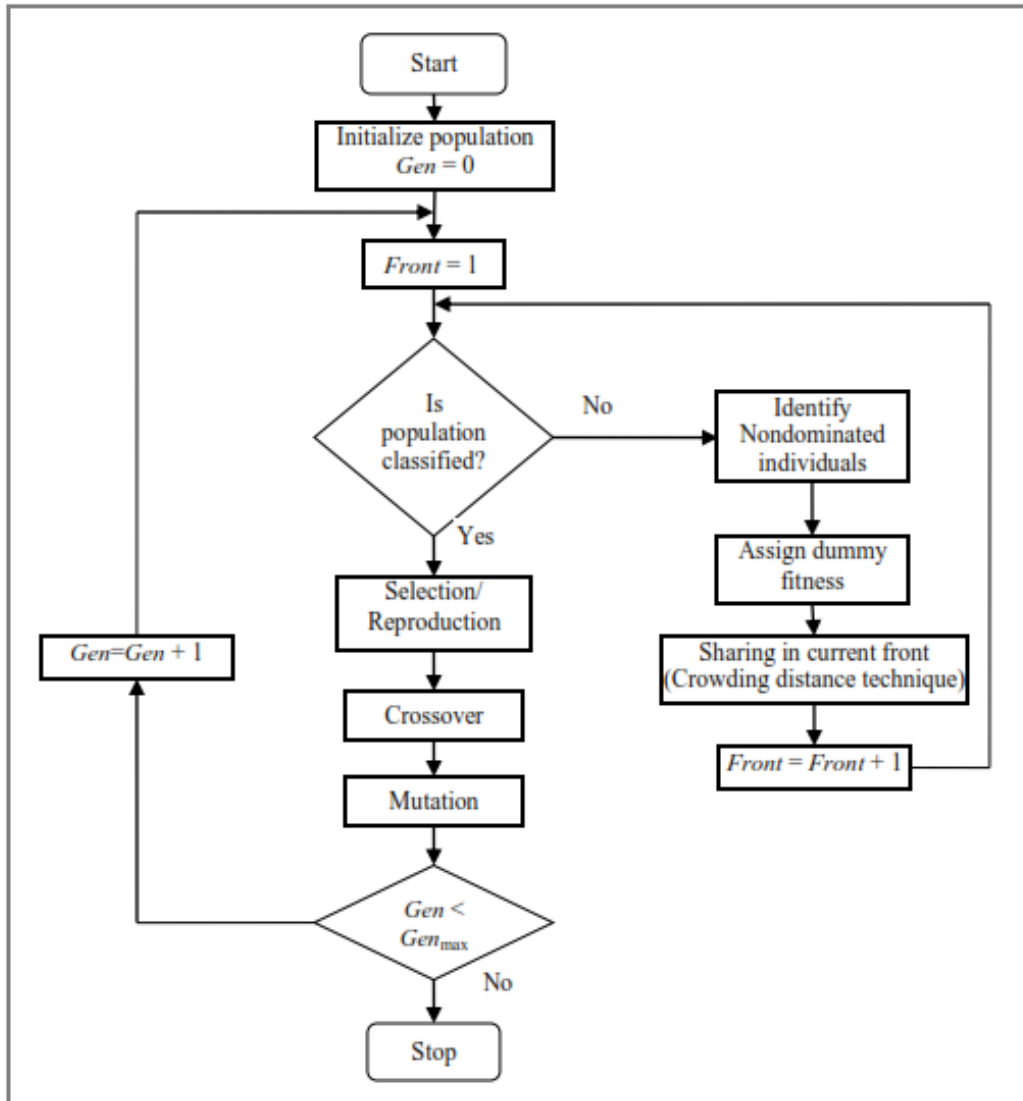 Start
Initialize population
Gen = 0
Front = 1
Is
population
classified?
No
Identify
Nondominated
individuals
Yes
Assign dummy
fitness
Selection/
Reproduction
Sharing in current front
(Crowding distance technique)
Gen=Gen + 1
Crossover
Front = Front + 1
Mutation
Gen <
Genmax
No
Stop